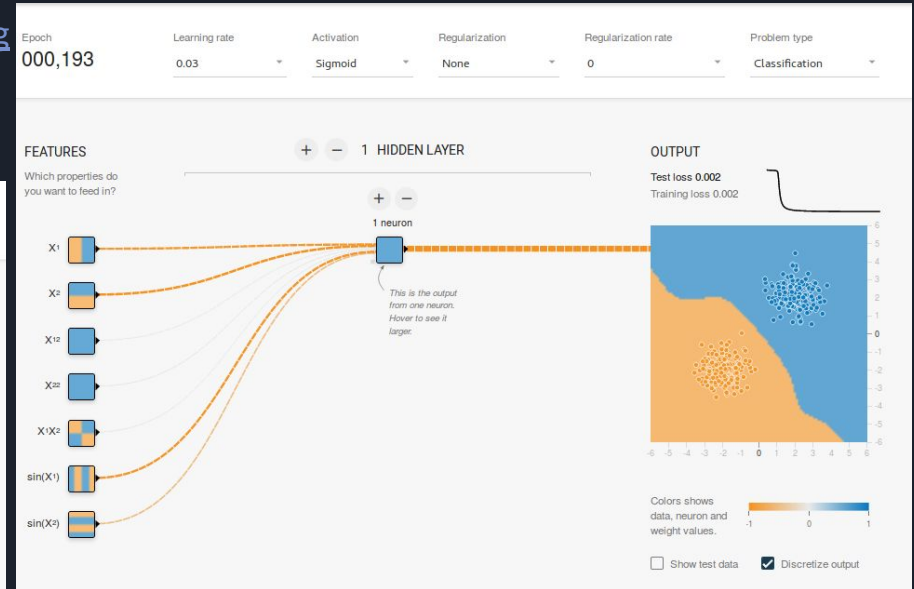 g
Epoch
000,193
Learning rate
0.03
Activation
Sigmoid
Regularization
None
Regularization rate
0
Problem type
Classification
FEATURES
Which properties do
you want to feed in?
+ − 1 HIDDEN LAYER
+ −
1 neuron
This is the output
from one neuron.
Hover to see it
larger.
X1
X2
X12
X22
X1X2
sin(X1)
sin(X2)
OUTPUT
Test loss 0.002
Training loss 0.002
6
5
4
3
2
1
0
-1
-2
-3
-4
-5
-6
-6 -5 -4 -3 -2 -1 0 1 2 3 4 5 6
Colors shows
data, neuron and
weight values.
-1 0 1
Show test data
Discretize output